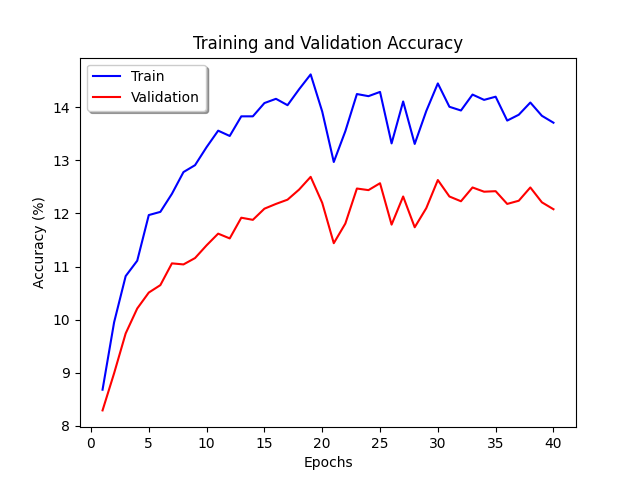 Training and Validation Accuracy
Train
Validation
Accuracy (%)
14
13
12
11
10
9
8
0 5 10 15 20 25 30 35 40
Epochs